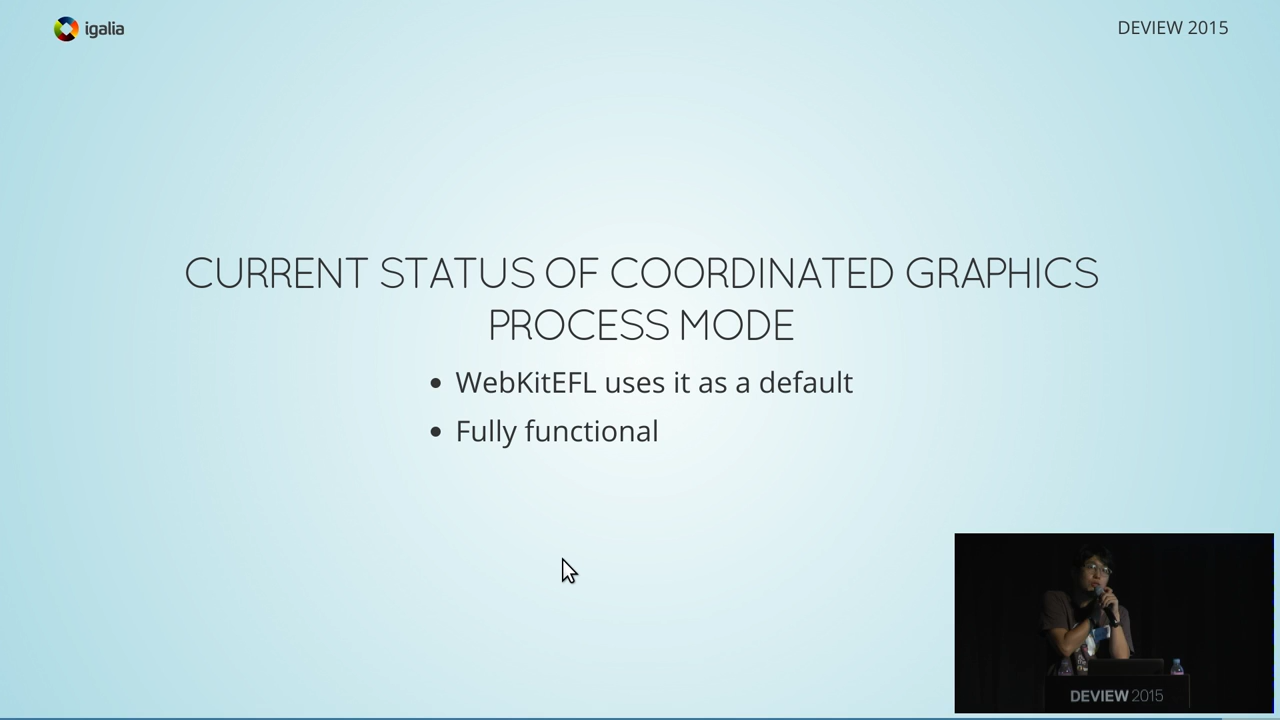 igalia
DEVIEW 2015
CURRENT STATUS OF COORDINATED GRAPHICS
PROCESS MODE
WebKitEFL uses it as a default
Fully functional
DEVIEW 2015